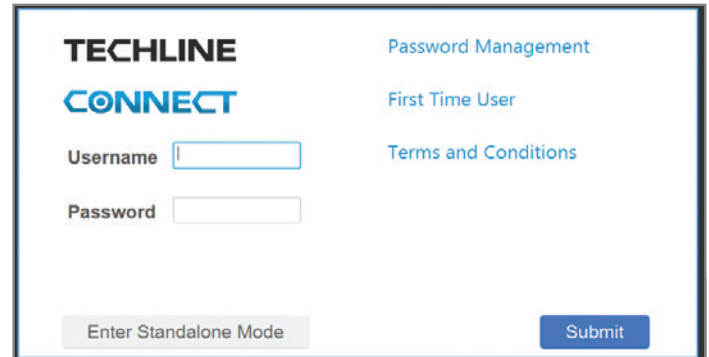 TECHLINE
CONNECT
Username
Password
Enter Standalone Mode
Password Management
First Time User
Terms and Conditions
Submit